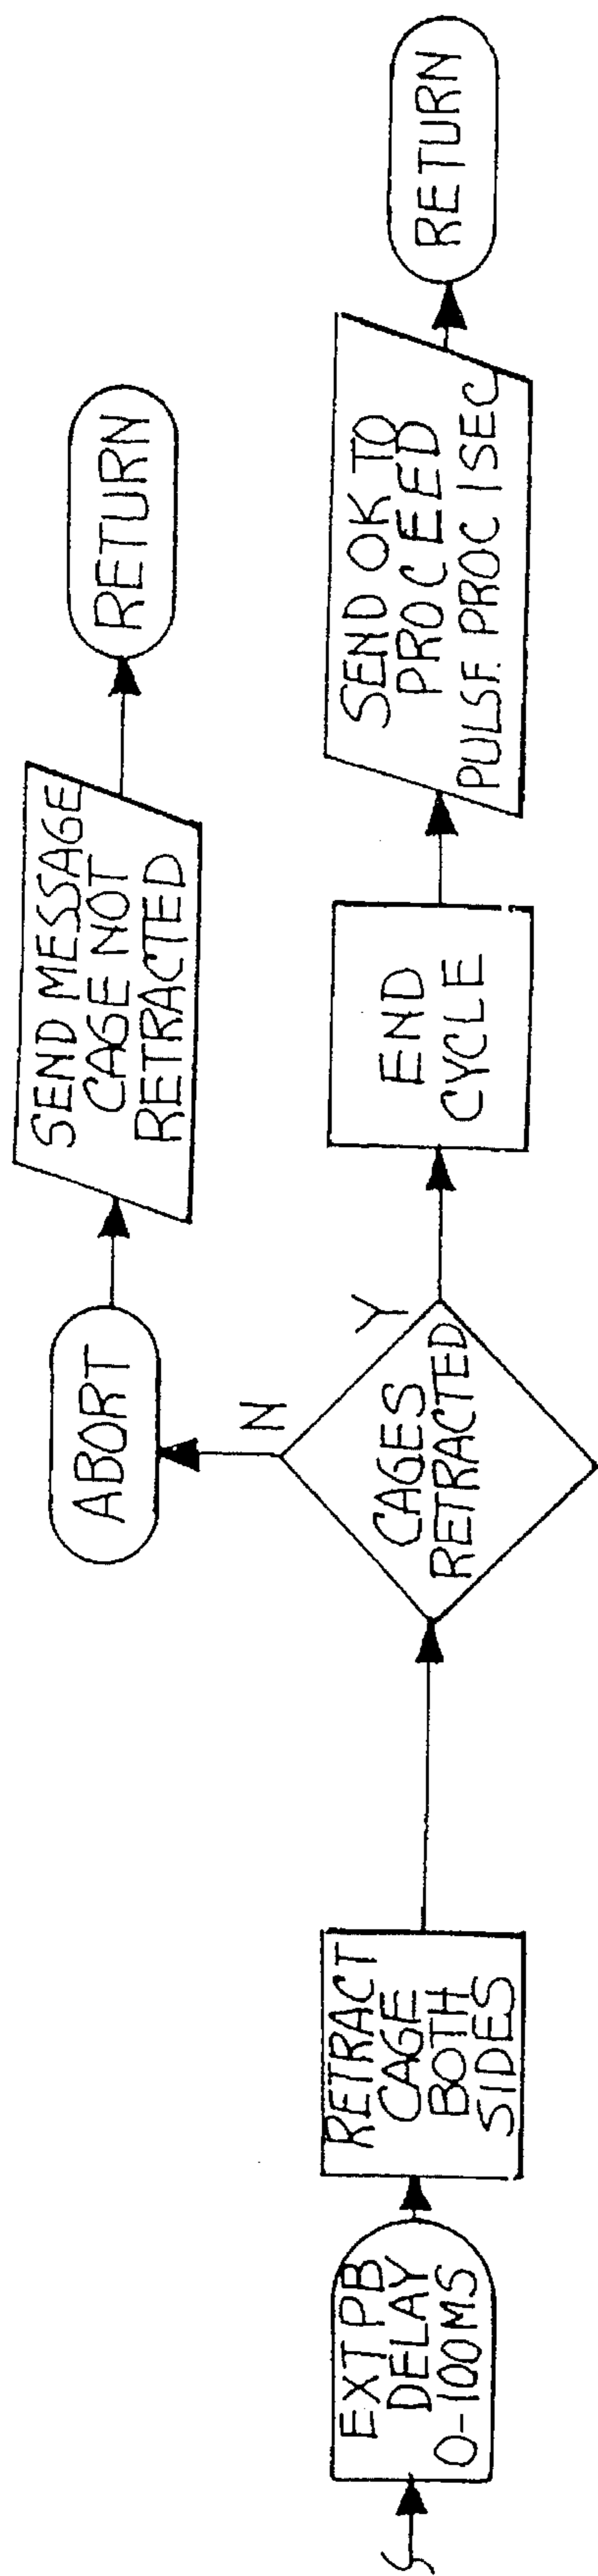 EXT PB
DELAY
0-100MS
RETRACT
CAGE
BOTH
SIDES
CAGES
RETRACTED
N
Y
ABORT
SEND MESSAGE
CAGE NOT
RETRACTED
RETURN
END
CYCLE
SEND OK TO
PROCEED
PULSF. PROC 1SEC
RETURN